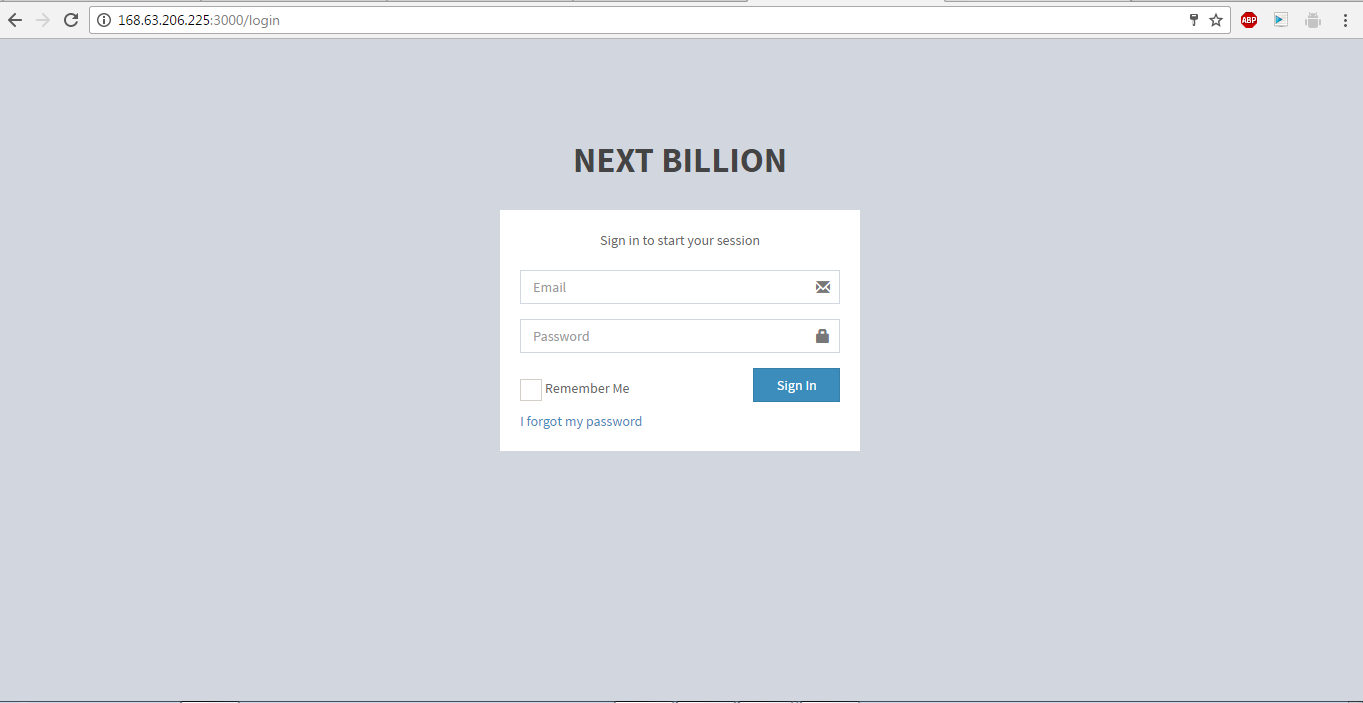 168.63.206.225:3000/login
ABP
NEXT BILLION
Sign in to start your session
Email
Password
Remember Me
Sign In
I forgot my password